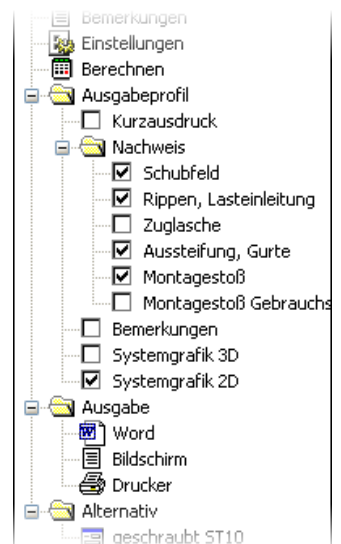 Bemerkungen
Einstellungen
Berechnen
Ausgabeprofil
Kurzausdruck
Nachweis
Schubfeld
Rippen, Lasteinleitung
Zuglasche
Aussteifung, Gurte
Montagestoß
Montagestoß Gebrauchs
Bemerkungen
Systemgrafik 3D
Systemgrafik 2D
Ausgabe
Word
Bildschirm
Drucker
Alternativ
geschraubt ST10